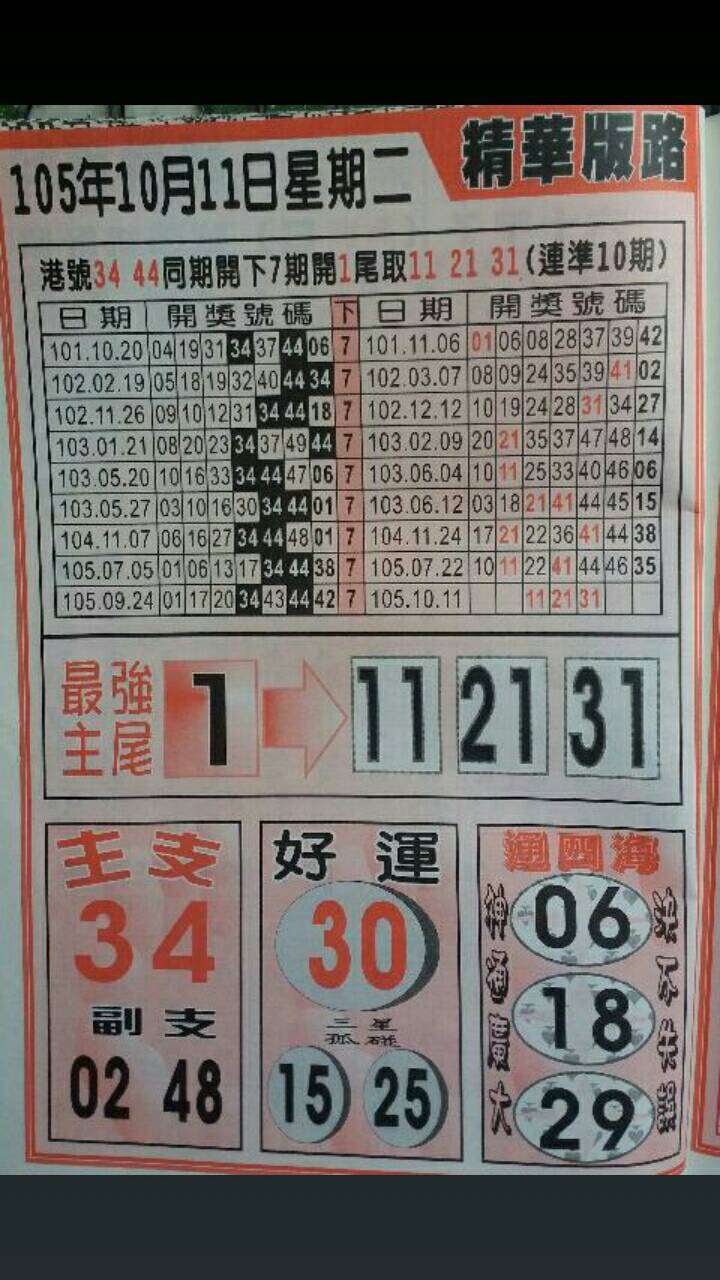 精華版路
105年10月11日星期二
港號34 44同期開下7期開1尾取11 21 31(連準10期)
日期 開獎號碼 下 日期 開獎號碼
101.10.20 04 19 31 34 37 44 06 7 101.11.06 01 06 08 28 37 39 42
102.02.19 05 18 19 32 40 44 34 7 102.03.07 08 09 24 35 39 41 02
102.11.26 09 10 12 31 34 44 18 7 102.12.12 10 19 24 28 31 34 27
103.01.21 08 20 23 34 37 49 44 7 103.02.09 20 21 35 37 47 48 14
103.05.20 10 16 33 34 44 47 06 7 103.06.04 10 11 25 33 40 46 06
103.05.27 03 10 16 30 34 44 01 7 103.06.12 03 18 21 41 44 45 15
104.11.07 06 16 27 34 44 48 01 7 104.11.24 17 21 22 36 41 44 38
105.07.05 01 06 13 17 34 44 38 7 105.07.22 10 11 22 41 44 46 35
105.09.24 01 17 20 34 43 44 42 7 105.10.11 11 21 31
最強
主尾
1
11 21 31
主支
34
副支
02 48
好運
30
三星
孤碰
15 25
通四海
神通廣大
06
18
29